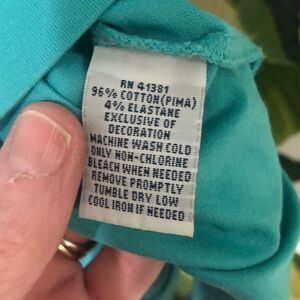 RN 41381
96% COTTON(PIMA)
4% ELASTANE
EXCLUSIVE OF
DECORATION
MACHINE WASH COLD
ONLY NON-CHLORINE
BLEACH WHEN NEEDED
REMOVE PROMPTLY
TUMBLE DRY LOW
COOL IRON IF NEEDED